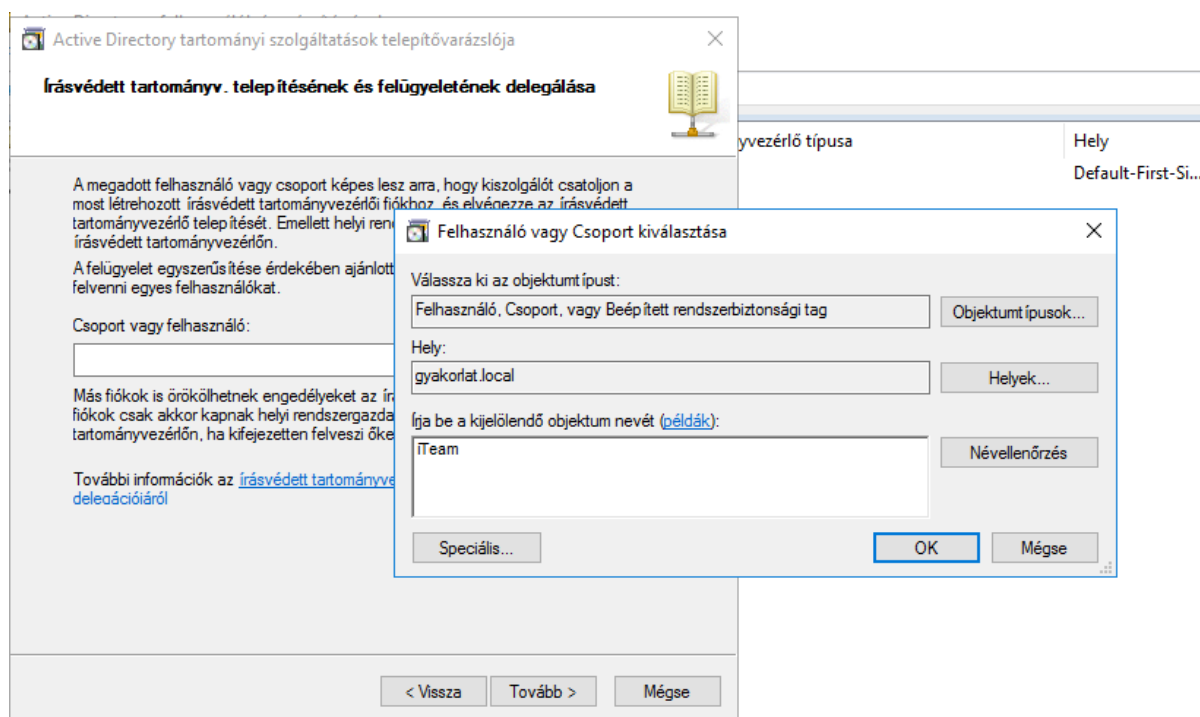 Active Directory tartományi szolgáltatások telepítővarázslója
Írásvédett tartományv. telepítésének és felügyeletének delegálása
yvezérlő típusa
Hely
Default-First-Si...
A megadott felhasználó vagy csoport képes lesz arra, hogy kiszolgálót csatoljon a
most létrehozott írásvédett tartományvezérlői fiókhoz, és elvégezze az írásvédett
tartományvezérlő telepítését. Emellett helyi ren
írásvédett tartományvezérlőn.
A felügyelet egyszerűsítése érdekében ajánlott
felvenni egyes felhasználókat.
Csoport vagy felhasználó:
Más fiókok is örökölhetnek engedélyeket az ír
fiókok csak akkor kapnak helyi rendszergazda
tartományvezérlőn, ha kifejezetten felveszi őke
További információk az írásvédett tartományve
delegációjáról
< Vissza
Tovább >
Mégse
Felhasználó vagy Csoport kiválasztása
Válassza ki az objektumtípust:
Felhasználó, Csoport, vagy Beépített rendszerbiztonsági tag
Objektumtípusok...
Hely:
gyakorlat.local
Helyek...
Írja be a kijelölendő objektum nevét (példák):
iTeam
Névellenőrzés
Speciális...
OK
Mégse